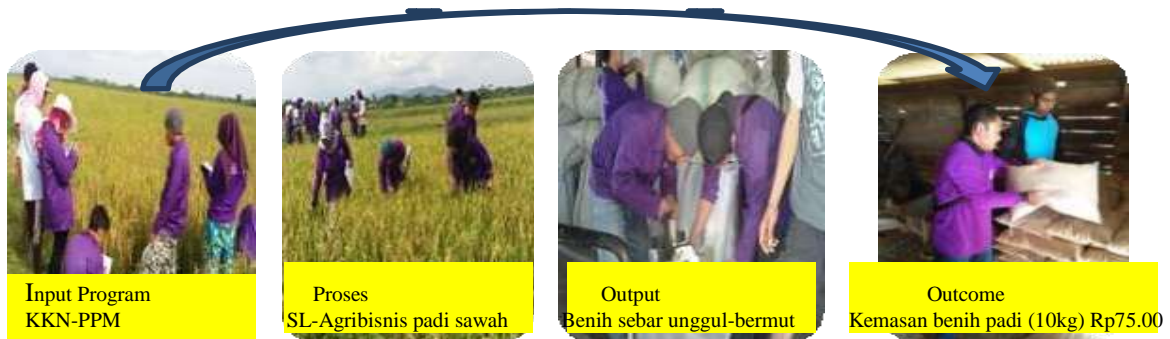 Input Program
KKN-PPM
Proses
SL-Agribisnis padi sawah
Output
Benih sebar unggul-bermut
Outcome
Kemasan benih padi (10kg) Rp75.00